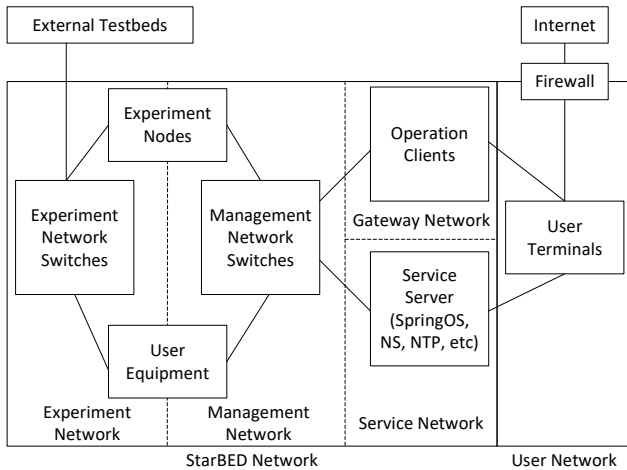 External Testbeds
Internet
Firewall
Experiment
Nodes
Operation
Clients
Experiment
Network
Switches
Management
Network
Switches
Gateway Network
User
Terminals
Service
Server
(SpringOS,
NS, NTP, etc)
User
Equipment
Experiment
Network
Management
Network
Service Network
StarBED Network
User Network